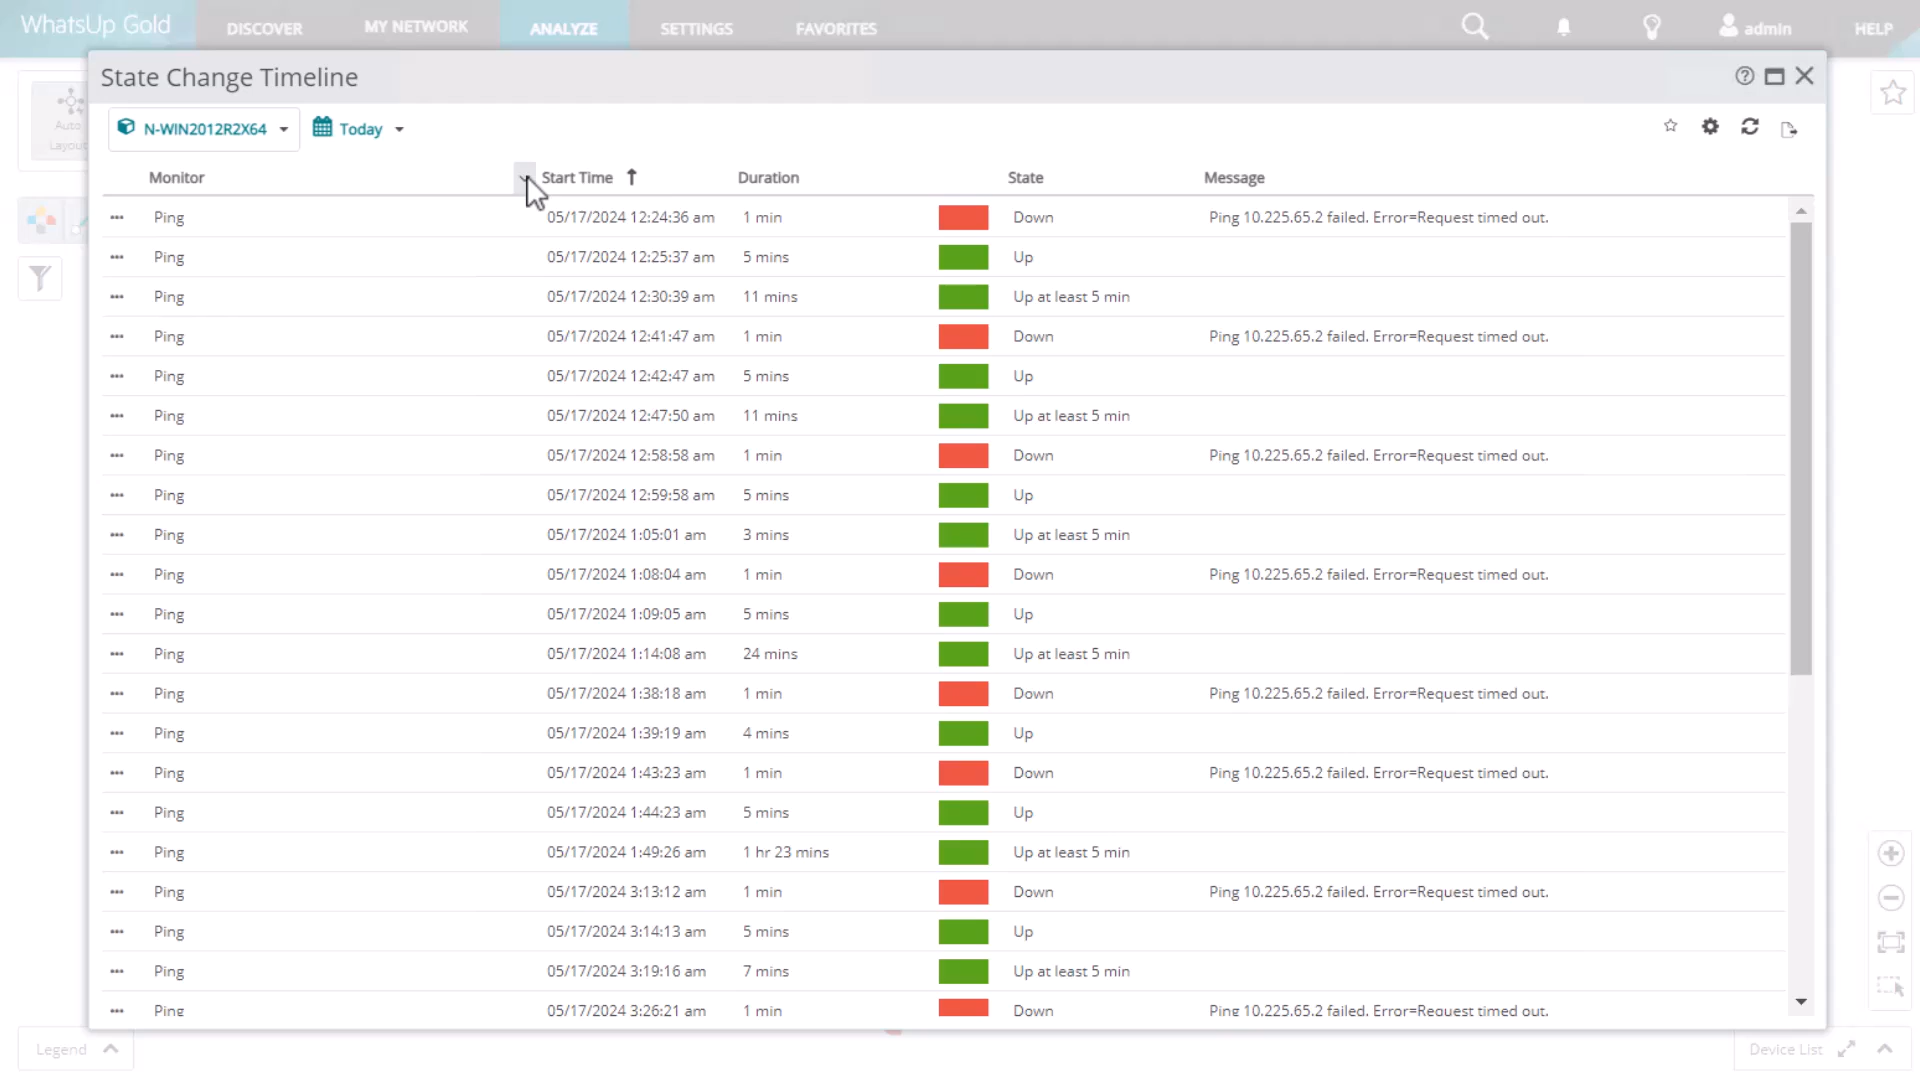 WhatsUp Gold DISCOVER MY NETWORK ANALYZE SETTINGS FAVORITES admin HELP
State Change Timeline
Auto
Layout
N-WIN2012R2X64 Today
Monitor Start Time Duration State Message
Ping 05/17/2024 12:24:36 am 1 min Down Ping 10.225.65.2 failed. Error=Request timed out.
Ping 05/17/2024 12:25:37 am 5 mins Up
Ping 05/17/2024 12:30:39 am 11 mins Up at least 5 min
Ping 05/17/2024 12:41:47 am 1 min Down Ping 10.225.65.2 failed. Error=Request timed out.
Ping 05/17/2024 12:42:47 am 5 mins Up
Ping 05/17/2024 12:47:50 am 11 mins Up at least 5 min
Ping 05/17/2024 12:58:58 am 1 min Down Ping 10.225.65.2 failed. Error=Request timed out.
Ping 05/17/2024 12:59:58 am 5 mins Up
Ping 05/17/2024 1:05:01 am 3 mins Up at least 5 min
Ping 05/17/2024 1:08:04 am 1 min Down Ping 10.225.65.2 failed. Error=Request timed out.
Ping 05/17/2024 1:09:05 am 5 mins Up
Ping 05/17/2024 1:14:08 am 24 mins Up at least 5 min
Ping 05/17/2024 1:38:18 am 1 min Down Ping 10.225.65.2 failed. Error=Request timed out.
Ping 05/17/2024 1:39:19 am 4 mins Up
Ping 05/17/2024 1:43:23 am 1 min Down Ping 10.225.65.2 failed. Error=Request timed out.
Ping 05/17/2024 1:44:23 am 5 mins Up
Ping 05/17/2024 1:49:26 am 1 hr 23 mins Up at least 5 min
Ping 05/17/2024 3:13:12 am 1 min Down Ping 10.225.65.2 failed. Error=Request timed out.
Ping 05/17/2024 3:14:13 am 5 mins Up
Ping 05/17/2024 3:19:16 am 7 mins Up at least 5 min
Ping 05/17/2024 3:26:21 am 1 min Down Ping 10.225.65.2 failed. Error=Request timed out.
Legend Device List